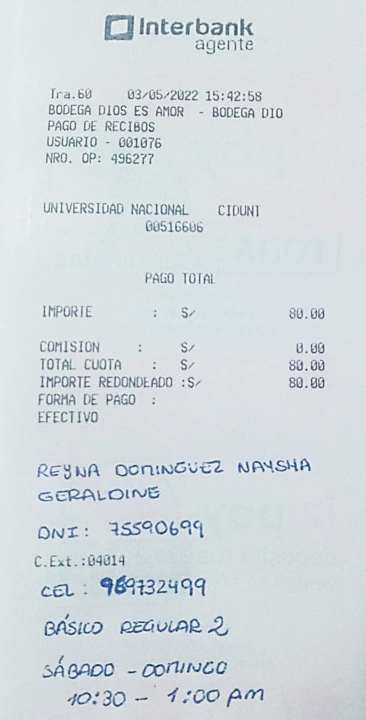 Interbank
agente
Tra.60 03/05/2022 15:42:58
BODEGA DIOS ES AMOR - BODEGA DIO
PAGO DE RECIBOS
USUARIO - 001076
NRO. OP: 496277
UNIVERSIDAD NACIONAL CIDUNT
00516606
PAGO TOTAL
IMPORTE : S/ 80.00
COMISION : S/ 0.00
TOTAL CUOTA : S/ 80.00
IMPORTE REDONDEADO :S/ 80.00
FORMA DE PAGO :
EFECTIVO
REYNA DOMINGUEZ NAYSHA
GERALDINE
DNI: 75590699
C.Ext.:04014
CEL : 989732499
BÁSICO REGULAR 2
SÁBADO - DOMINGO
10:30 - 1:00 pm